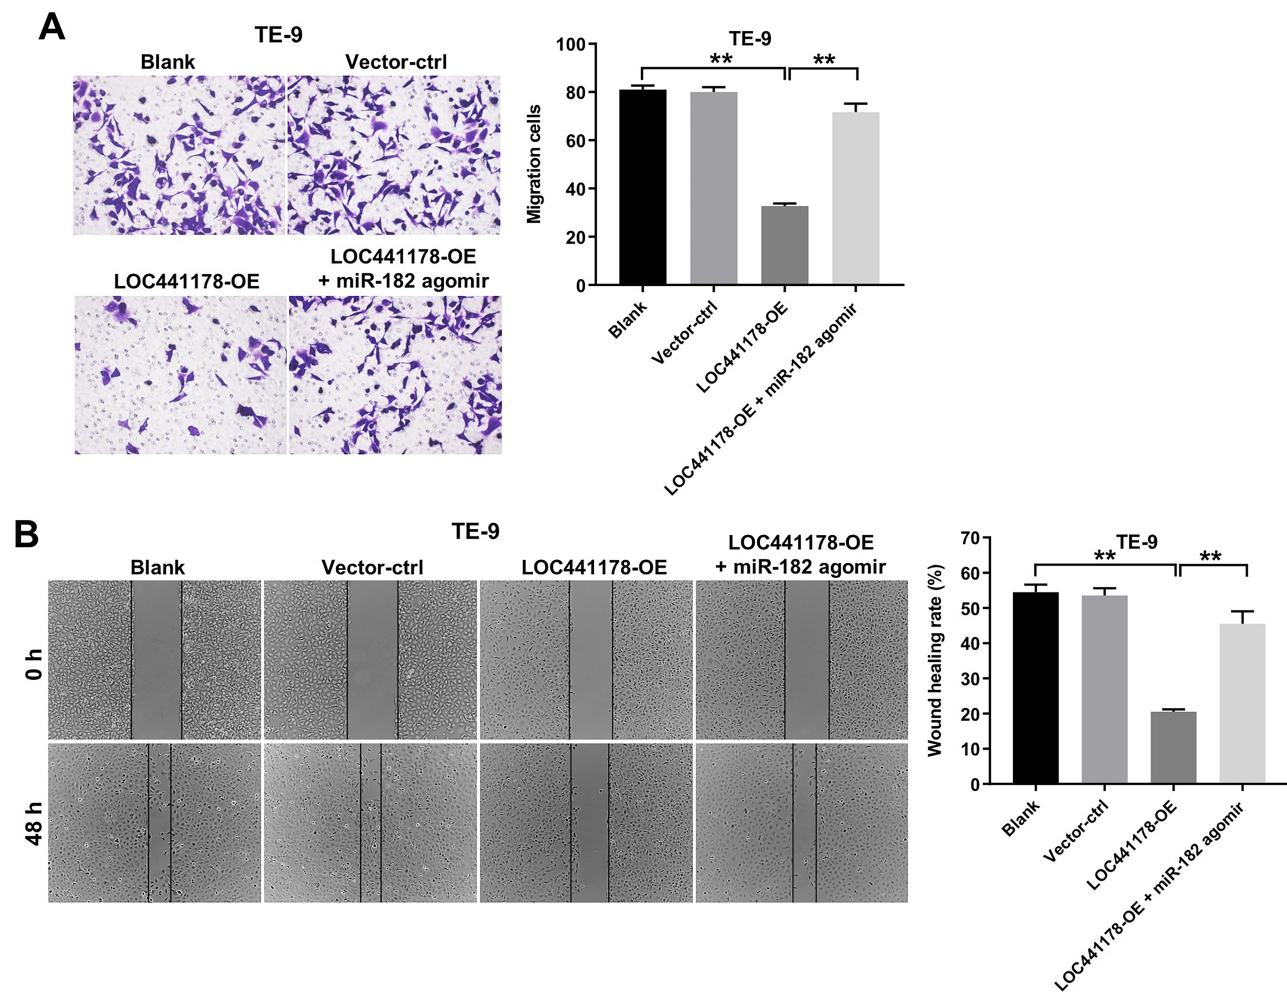 A
TE-9
Blank
Vector-ctrl
LOC441178-OE
LOC441178-OE
+ miR-182 agomir
TE-9
**
**
Migration cells
100
80
60
40
20
0
Blank
Vector-ctrl
LOC441178-OE
LOC441178-OE + miR-182 agomir
B
TE-9
Blank
Vector-ctrl
LOC441178-OE
LOC441178-OE
+ miR-182 agomir
0 h
48 h
TE-9
**
**
Wound healing rate (%)
70
60
50
40
30
20
10
0
Blank
Vector-ctrl
LOC441178-OE
LOC441178-OE + miR-182 agomir